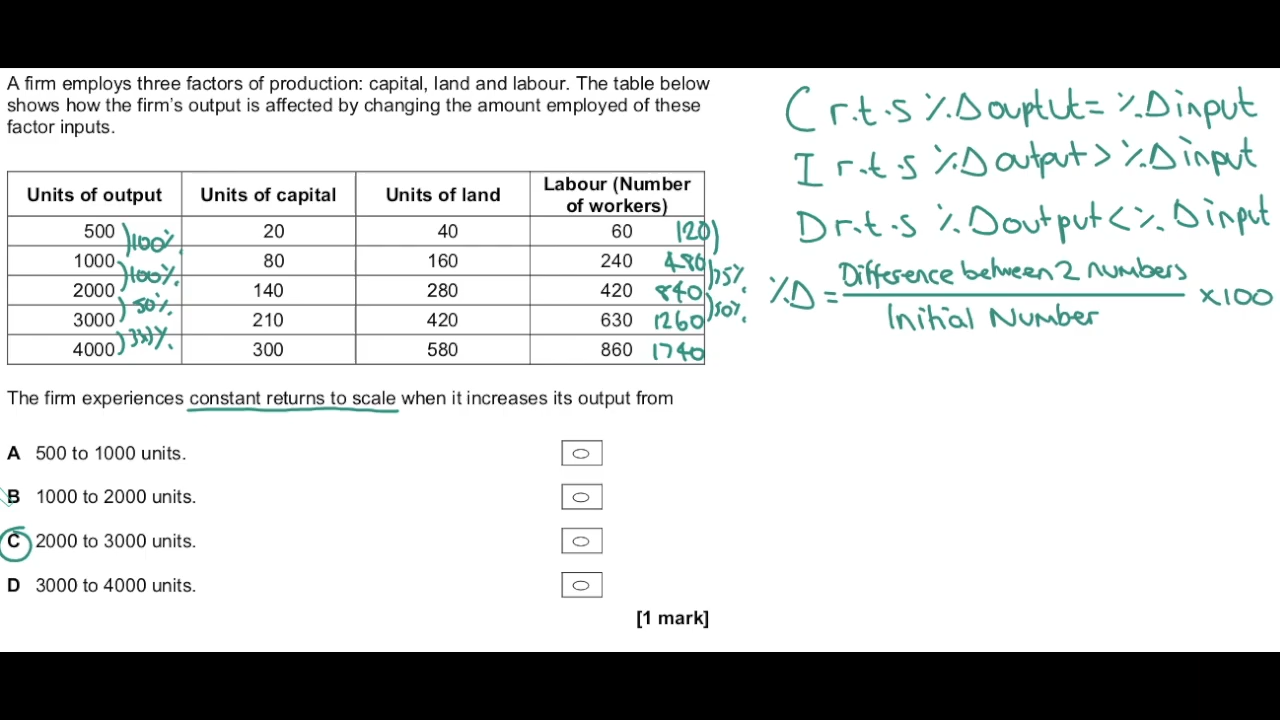 A firm employs three factors of production: capital, land and labour. The table below
shows how the firm's output is affected by changing the amount employed of these
factor inputs.
Units of output Units of capital Units of land Labour (Number of workers)
500 20 40 60 120
)100%
1000 80 160 240 480
)100% )75%
2000 140 280 420 840
)50% )50%
3000 210 420 630 1260
)33⅓%
4000 300 580 860 1740
The firm experiences constant returns to scale when it increases its output from
A 500 to 1000 units.
B 1000 to 2000 units.
C 2000 to 3000 units.
D 3000 to 4000 units.
[1 mark]
C r.t.s %Δ ouptut = %Δ input
I r.t.s %Δ output > %Δ input
D r.t.s %Δ output < %Δ input
%Δ = Difference between 2 numbers
Initial Number
×100